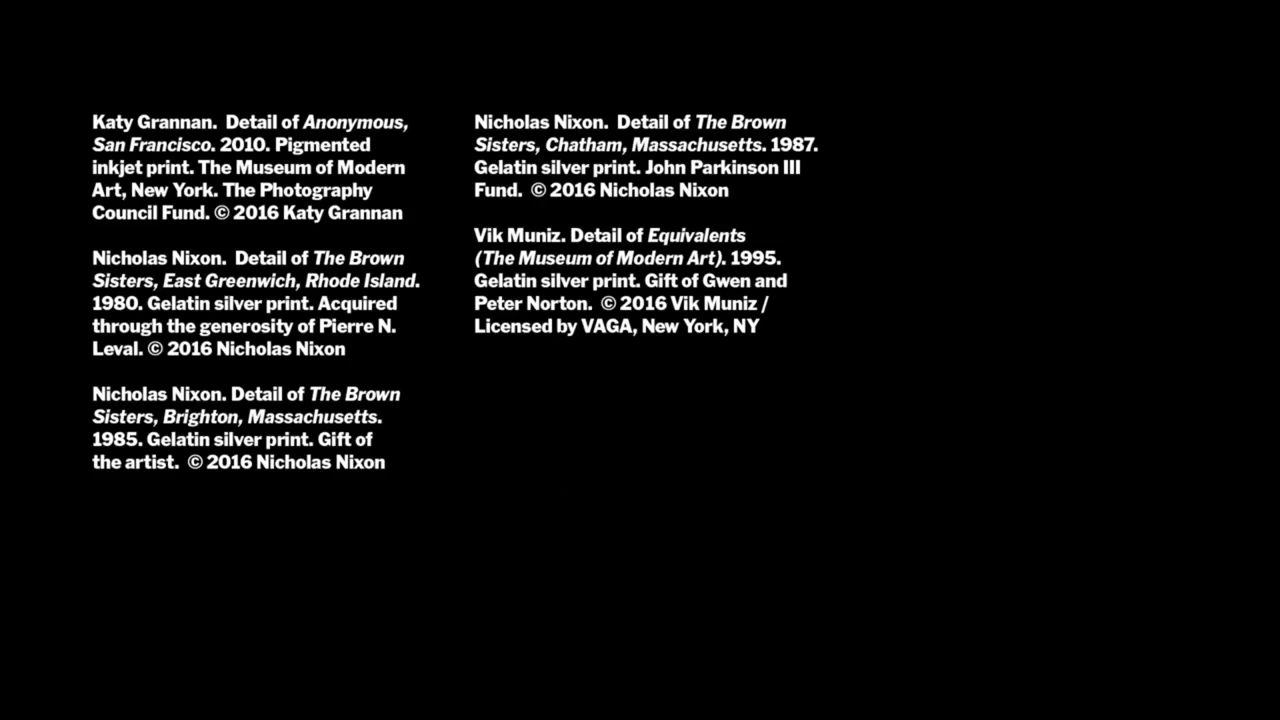 Katy Grannan.  Detail of Anonymous,
San Francisco. 2010. Pigmented
inkjet print. The Museum of Modern
Art, New York. The Photography
Council Fund. © 2016 Katy Grannan

Nicholas Nixon.  Detail of The Brown
Sisters, East Greenwich, Rhode Island.
1980. Gelatin silver print. Acquired
through the generosity of Pierre N.
Leval. © 2016 Nicholas Nixon

Nicholas Nixon. Detail of The Brown
Sisters, Brighton, Massachusetts.
1985. Gelatin silver print. Gift of
the artist.  © 2016 Nicholas Nixon

Nicholas Nixon.  Detail of The Brown
Sisters, Chatham, Massachusetts. 1987.
Gelatin silver print. John Parkinson III
Fund.  © 2016 Nicholas Nixon

Vik Muniz. Detail of Equivalents
(The Museum of Modern Art). 1995.
Gelatin silver print. Gift of Gwen and
Peter Norton.  © 2016 Vik Muniz /
Licensed by VAGA, New York, NY